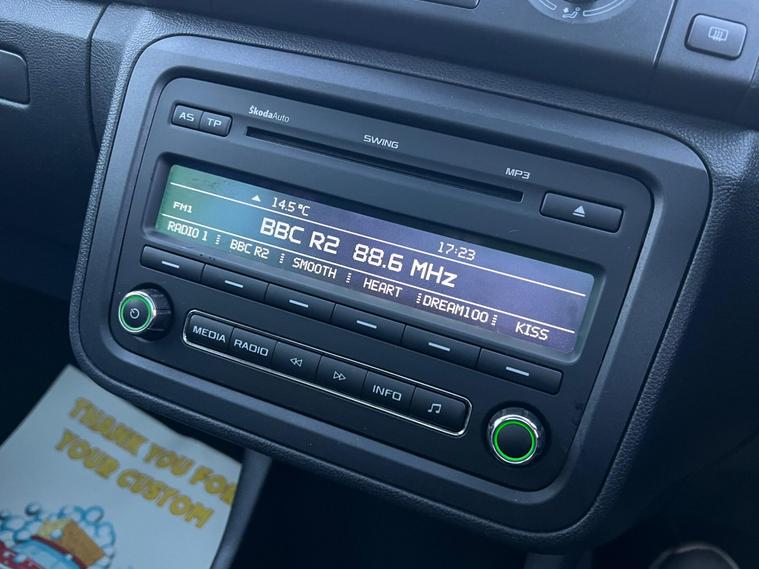 ŠkodaAuto
AS TP
SWING
MP3
14.5 °C
17:23
FM1
BBC R2 88.6 MHz
RADIO 1 BBC R2 SMOOTH HEART DREAM100 KISS
MEDIA RADIO INFO
THANK YOU FOR
YOUR CUSTOM